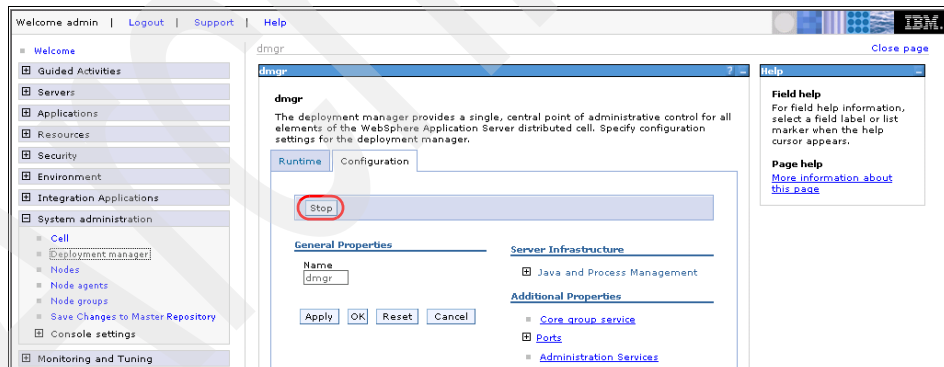 Welcome admin | Logout | Support | Help
IBM.
Welcome
Guided Activities
Servers
Applications
Resources
Security
Environment
Integration Applications
System administration
Cell
Deployment manager
Nodes
Node agents
Node groups
Save Changes to Master Repository
Console settings
Monitoring and Tuning
dmgr
Close page
dmgr
? -
dmgr
The deployment manager provides a single, central point of administrative control for all
elements of the WebSphere Application Server distributed cell. Specify configuration
settings for the deployment manager.
Runtime Configuration
Stop
General Properties
Name
dmgr
Apply OK Reset Cancel
Server Infrastructure
Java and Process Management
Additional Properties
Core group service
Ports
Administration Services
Help -
Field help
For field help information,
select a field label or list
marker when the help
cursor appears.
Page help
More information about
this page